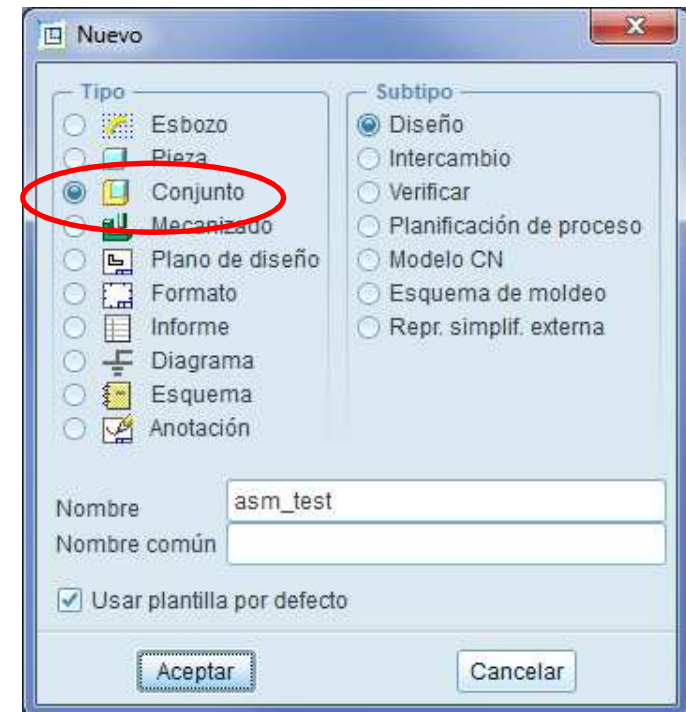 Nuevo
Tipo
Esbozo
Pieza
Conjunto
Mecanizado
Plano de diseño
Formato
Informe
Diagrama
Esquema
Anotación
Subtipo
Diseño
Intercambio
Verificar
Planificación de proceso
Modelo CN
Esquema de moldeo
Repr. simplif. externa
Nombre asm_test
Nombre común
Usar plantilla por defecto
Aceptar Cancelar